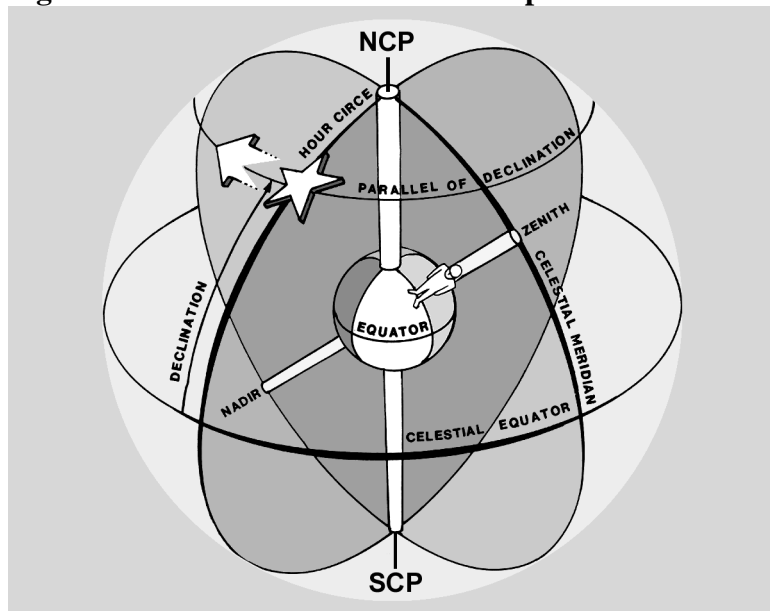 NCP
HOUR CIRCE
PARALLEL OF DECLINATION
ZENITH
CELESTIAL MERIDIAN
DECLINATION
EQUATOR
NADIR
CELESTIAL EQUATOR
SCP